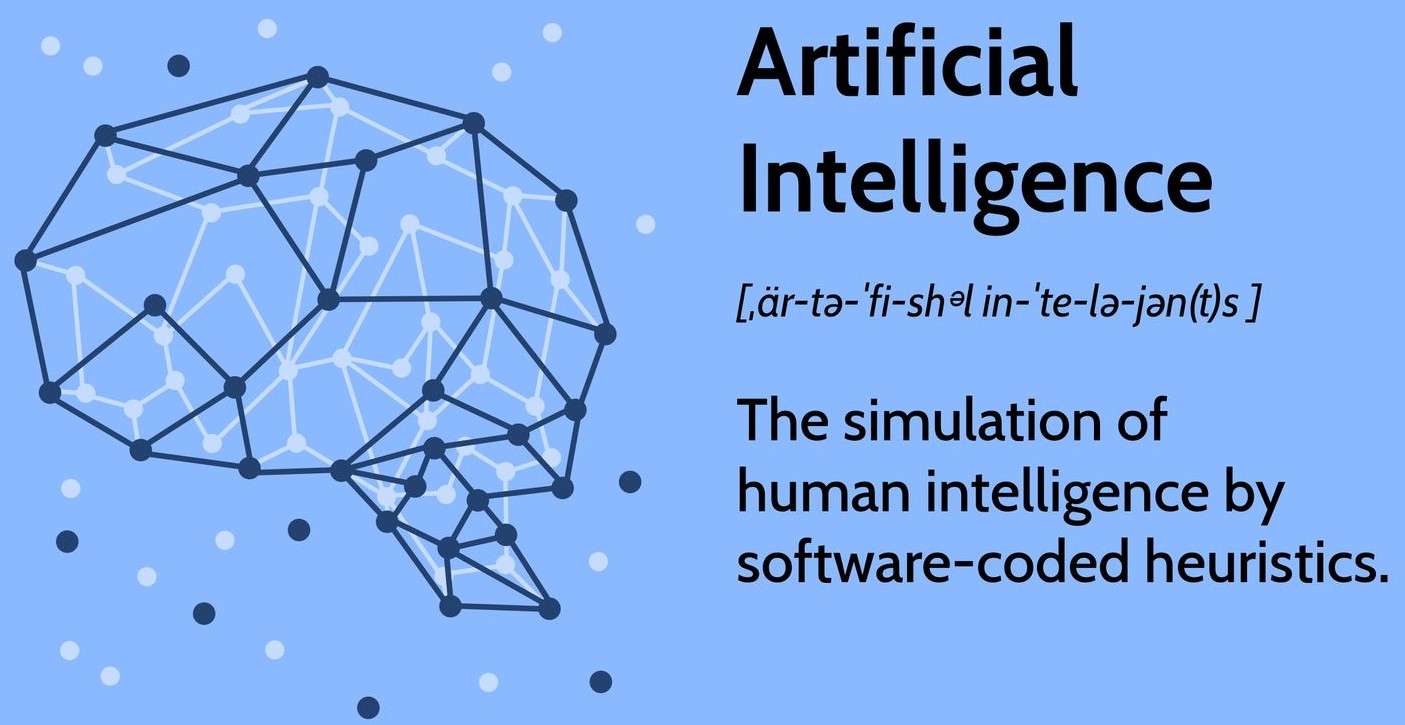 Artificial
Intelligence
[ˌär-tə-ˈfi-shᵊl in-ˈte-lə-jən(t)s ]
The simulation of
human intelligence by
software-coded heuristics.